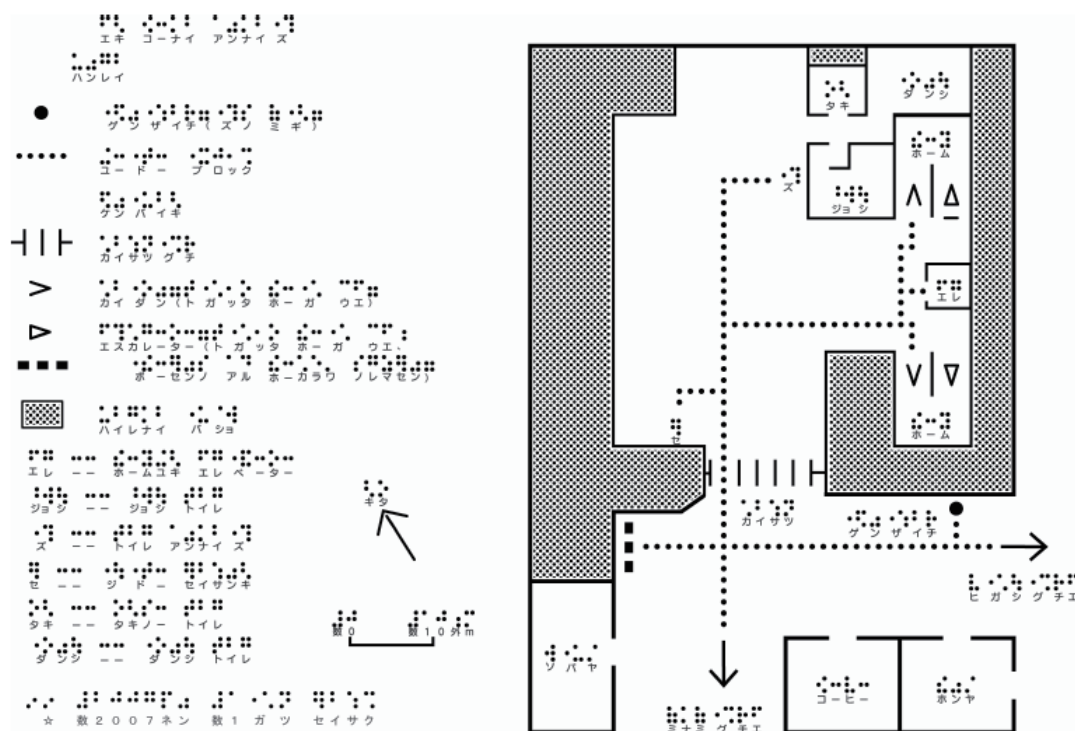 エキ コーナイ アンナイ ズ
ハンレイ
ゲンザイチ(ズノ ミギ)
ユードー ブロック
ケンバイキ
カイサツグチ
カイダン(トガッタ ホーガ ウエ)
エスカレーター(トガッタ ホーガ ウエ、
ボーセンノ アル ホーカラワ ノレマセン)
ハイレナイ バショ
エレ ーー ホームユキ エレベーター
ジョシ ーー ジョシ トイレ
ズ ーー トイレ アンナイズ
セ ーー ジドー セイサンキ
タキ ーー タキノー トイレ
ダンシ ーー ダンシ トイレ
☆ 数2007ネン 数1ガツ セイサク
キタ
数0 数10外m
タキ
ダンシ
ホーム
ズ
ジョシ
エレ
ホーム
セ
カイサツ
ゲンザイチ
ヒガシグチエ
ソバヤ
ミナミグチエ
コーヒー
ホンヤ